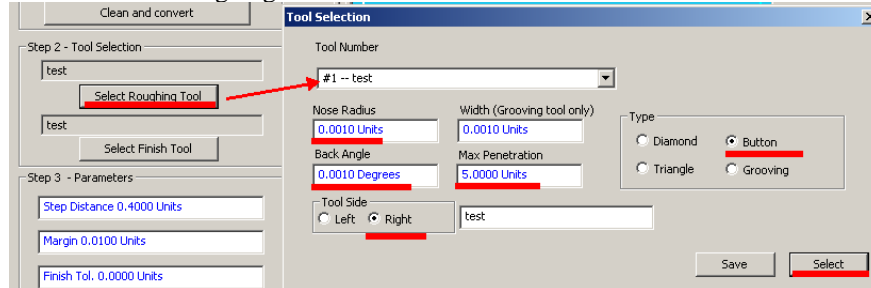 Clean and convert
Step 2 - Tool Selection
test
Select Roughing Tool
test
Select Finish Tool
Step 3 - Parameters
Step Distance 0.4000 Units
Margin 0.0100 Units
Finish Tol. 0.0000 Units
Tool Selection
Tool Number
#1 -- test
Nose Radius
Width (Grooving tool only)
0.0010 Units
0.0010 Units
Back Angle
Max Penetration
0.0010 Degrees
5.0000 Units
Type
Diamond
Button
Triangle
Grooving
Tool Side
Left
Right
test
Save
Select